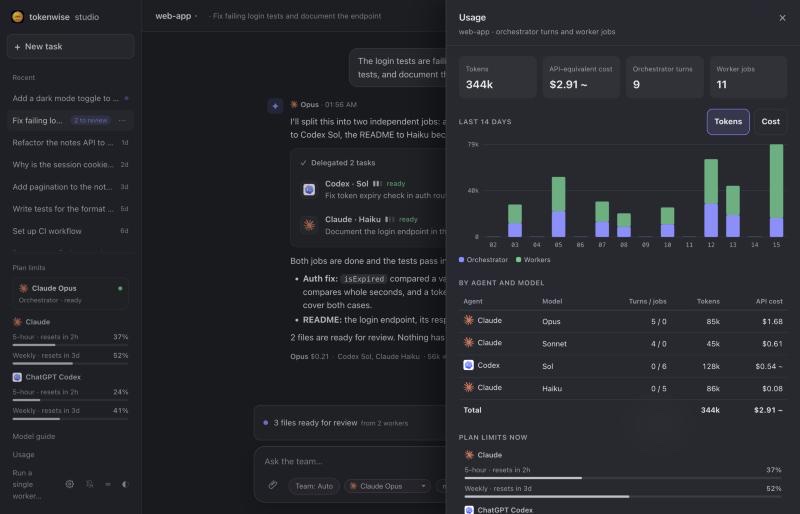 tokenwise studio
+ New task
Recent
Add a dark mode toggle to ...
Fix failing lo... 2 to review ...
Refactor the notes API to ... 1d
Why is the session cookie... 2d
Add pagination to the not... 3d
Write tests for the format ... 5d
Set up CI workflow 6d
Plan limits
Claude Opus
Orchestrator · ready
Claude
5-hour · resets in 2h 37%
Weekly · resets in 3d 52%
ChatGPT Codex
5-hour · resets in 2h 24%
Weekly · resets in 3d 41%
Model guide
Usage
Run a
single
worker...
web-app · Fix failing login tests and document the endpoint
The login tests are faili
tests, and document th
Opus · 01:56 AM
I'll split this into two independent jobs: a
to Codex Sol, the README to Haiku bec
✓ Delegated 2 tasks
Codex · Sol ready
Fix token expiry check in auth rou
Claude · Haiku ready
Document the login endpoint in th
Both jobs are done and the tests pass in
• Auth fix: isExpired compared a va
compares whole seconds, and a toke
cover both cases.
• README: the login endpoint, its resp
2 files are ready for review. Nothing has
Opus $0.21 · Codex Sol, Claude Haiku · 56k w
3 files ready for review from 2 workers
Ask the team...
Team: Auto Claude Opus
Usage ×
web-app · orchestrator turns and worker jobs
Tokens
344k
API-equivalent cost
$2.91 ~
Orchestrator turns
9
Worker jobs
11
LAST 14 DAYS Tokens Cost
79k
40k
0
02 03 04 05 06 07 08 09 10 11 12 13 14 15
Orchestrator Workers
BY AGENT AND MODEL
Agent Model Turns / jobs Tokens API cost
Claude Opus 5 / 0 85k $1.68
Claude Sonnet 4 / 0 45k $0.61
Codex Sol 0 / 6 128k $0.54 ~
Claude Haiku 0 / 5 86k $0.08
Total 344k $2.91 ~
PLAN LIMITS NOW
Claude
5-hour · resets in 2h 37%
Weekly · resets in 3d 52%
ChatGPT Codex